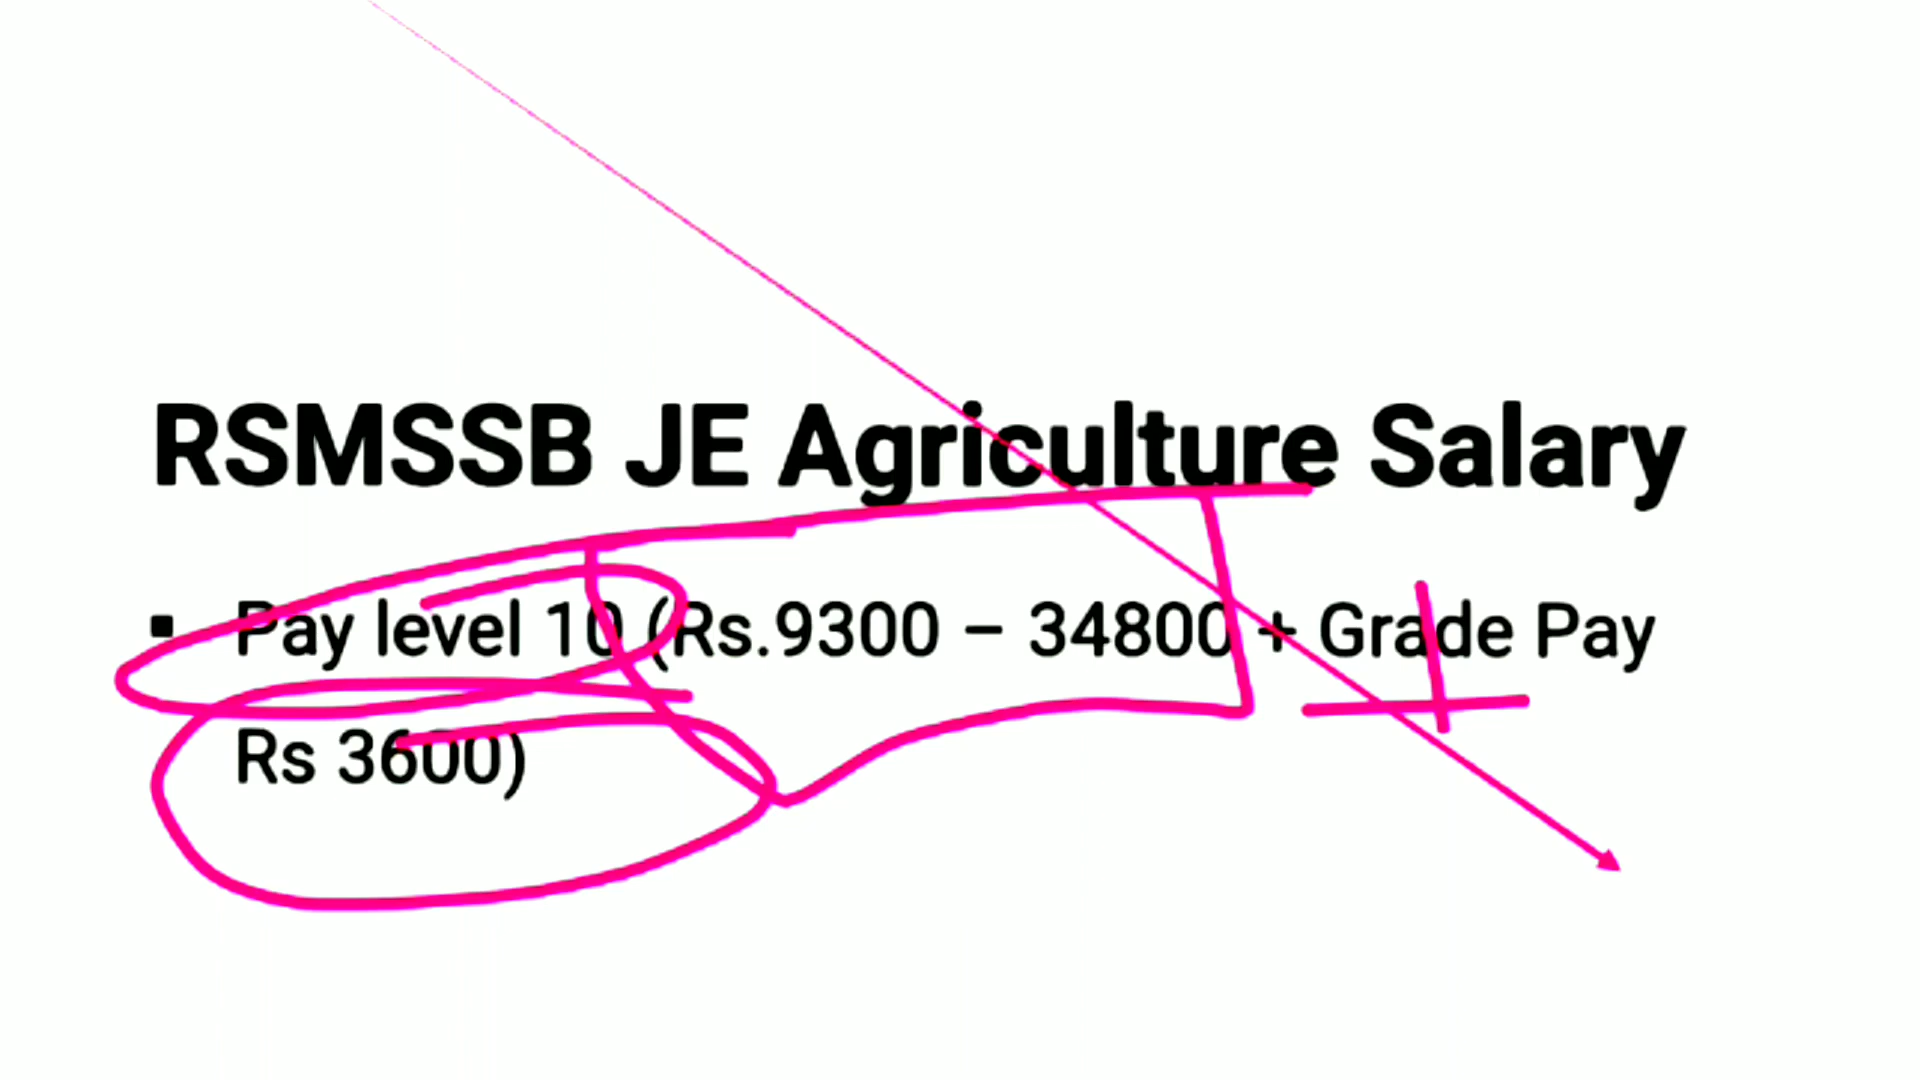 RSMSSB JE Agriculture Salary
▪ Pay level 10 (Rs.9300 – 34800 + Grade Pay
Rs 3600)